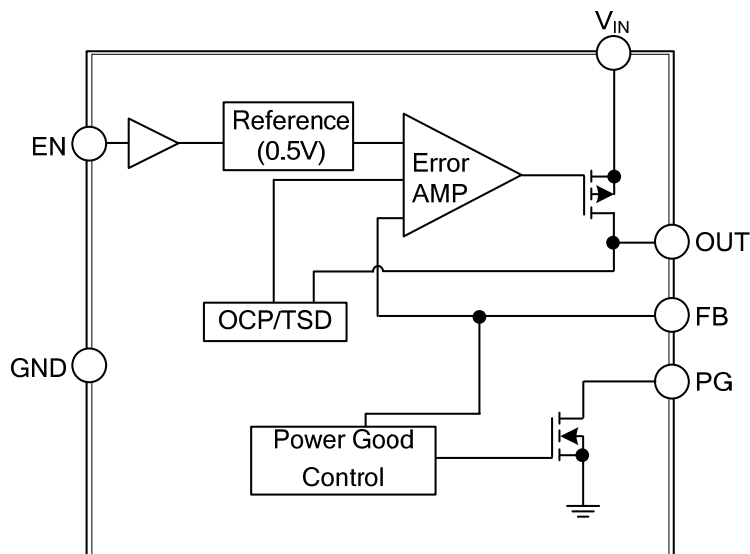 VIN
EN
Reference
(0.5V)
Error
AMP
OUT
OCP/TSD
FB
GND
PG
Power Good
Control